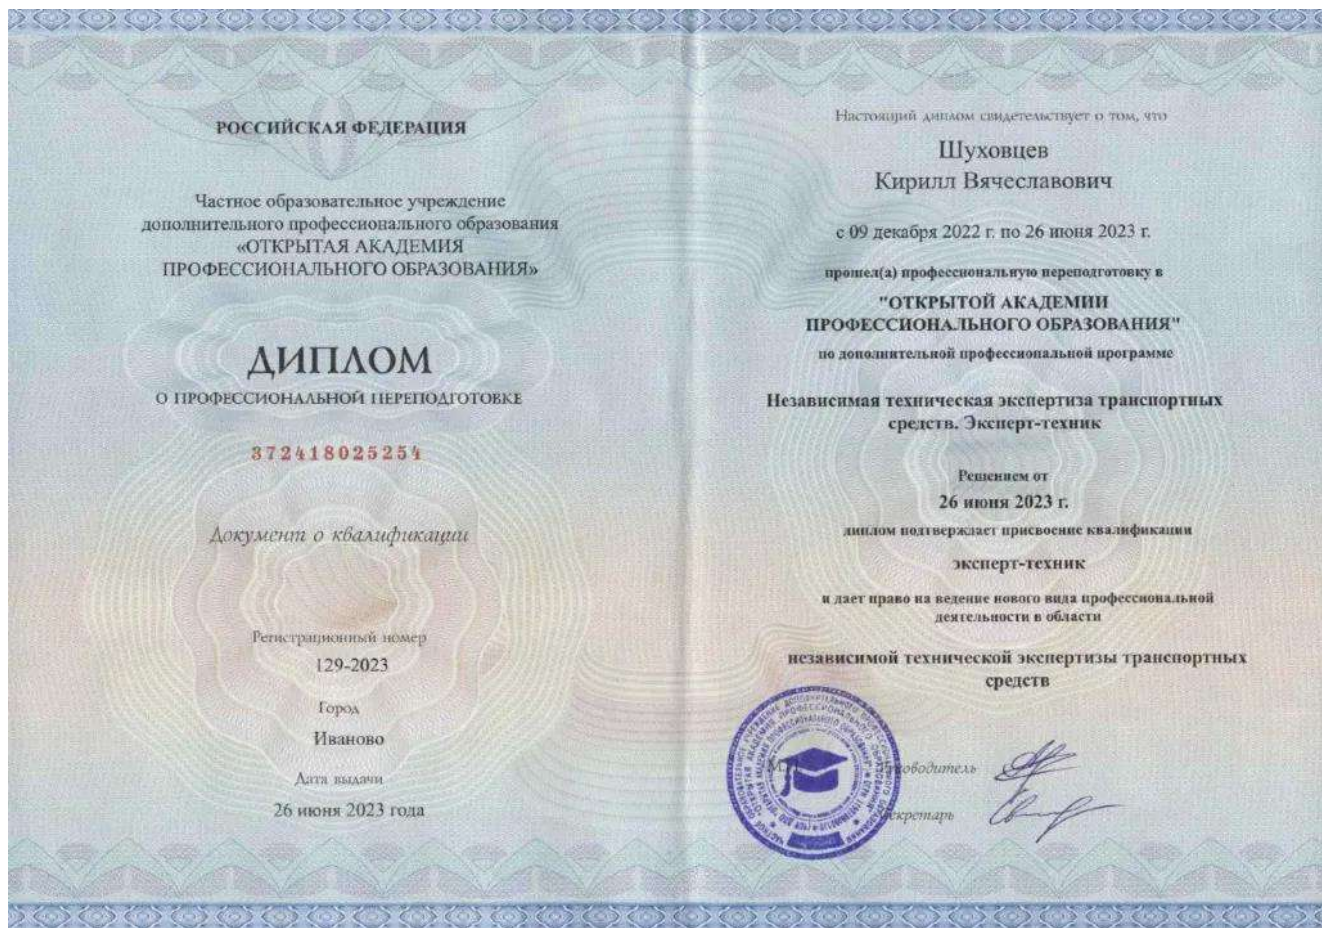 РОССИЙСКАЯ ФЕДЕРАЦИЯ
Частное образовательное учреждение
дополнительного профессионального образования
«ОТКРЫТАЯ АКАДЕМИЯ
ПРОФЕССИОНАЛЬНОГО ОБРАЗОВАНИЯ»
ДИПЛОМ
О ПРОФЕССИОНАЛЬНОЙ ПЕРЕПОДГОТОВКЕ
372418025254
Документ о квалификации
Регистрационный номер
129-2023
Город
Иваново
Дата выдачи
26 июня 2023 года
Настоящий диплом свидетельствует о том, что
Шуховцев
Кирилл Вячеславович
с 09 декабря 2022 г. по 26 июня 2023 г.
прошел(а) профессиональную переподготовку в
"ОТКРЫТОЙ АКАДЕМИИ
ПРОФЕССИОНАЛЬНОГО ОБРАЗОВАНИЯ"
по дополнительной профессиональной программе
Независимая техническая экспертиза транспортных
средств. Эксперт-техник
Решением от
26 июня 2023 г.
диплом подтверждает присвоение квалификации
эксперт-техник
и дает право на ведение нового вида профессиональной
деятельности в области
независимой технической экспертизы транспортных
средств
М.П.
Руководитель
Секретарь